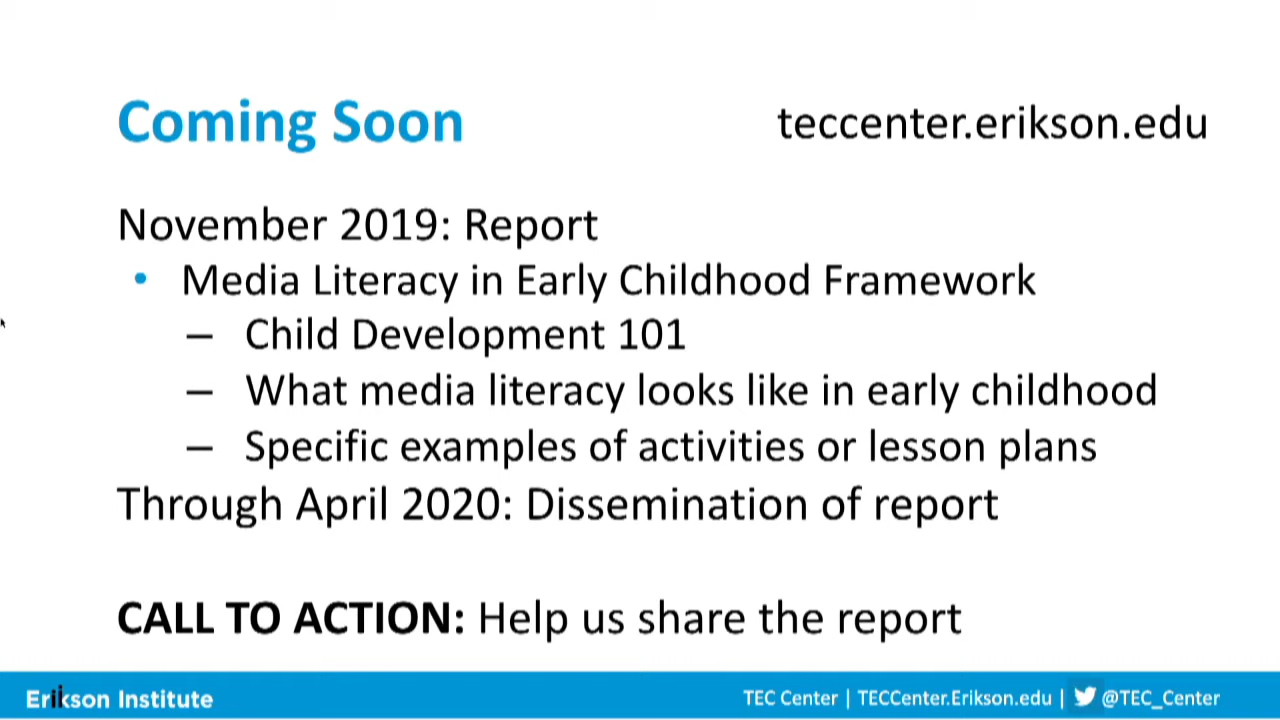 Coming Soon
teccenter.erikson.edu
November 2019: Report
• Media Literacy in Early Childhood Framework
– Child Development 101
– What media literacy looks like in early childhood
– Specific examples of activities or lesson plans
Through April 2020: Dissemination of report
CALL TO ACTION: Help us share the report
Erikson Institute
TEC Center | TECCenter.Erikson.edu | @TEC_Center